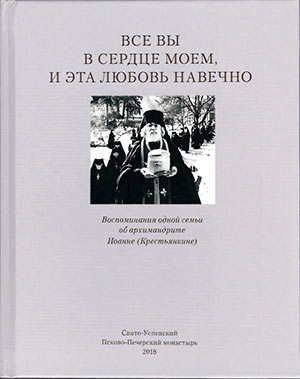 ВСЕ ВЫ
В СЕРДЦЕ МОЕМ,
И ЭТА ЛЮБОВЬ НАВЕЧНО
Воспоминания одной семьи
об архимандрите
Иоанне (Крестьянкине)
Свято-Успенский
Псково-Печерский монастырь
2018